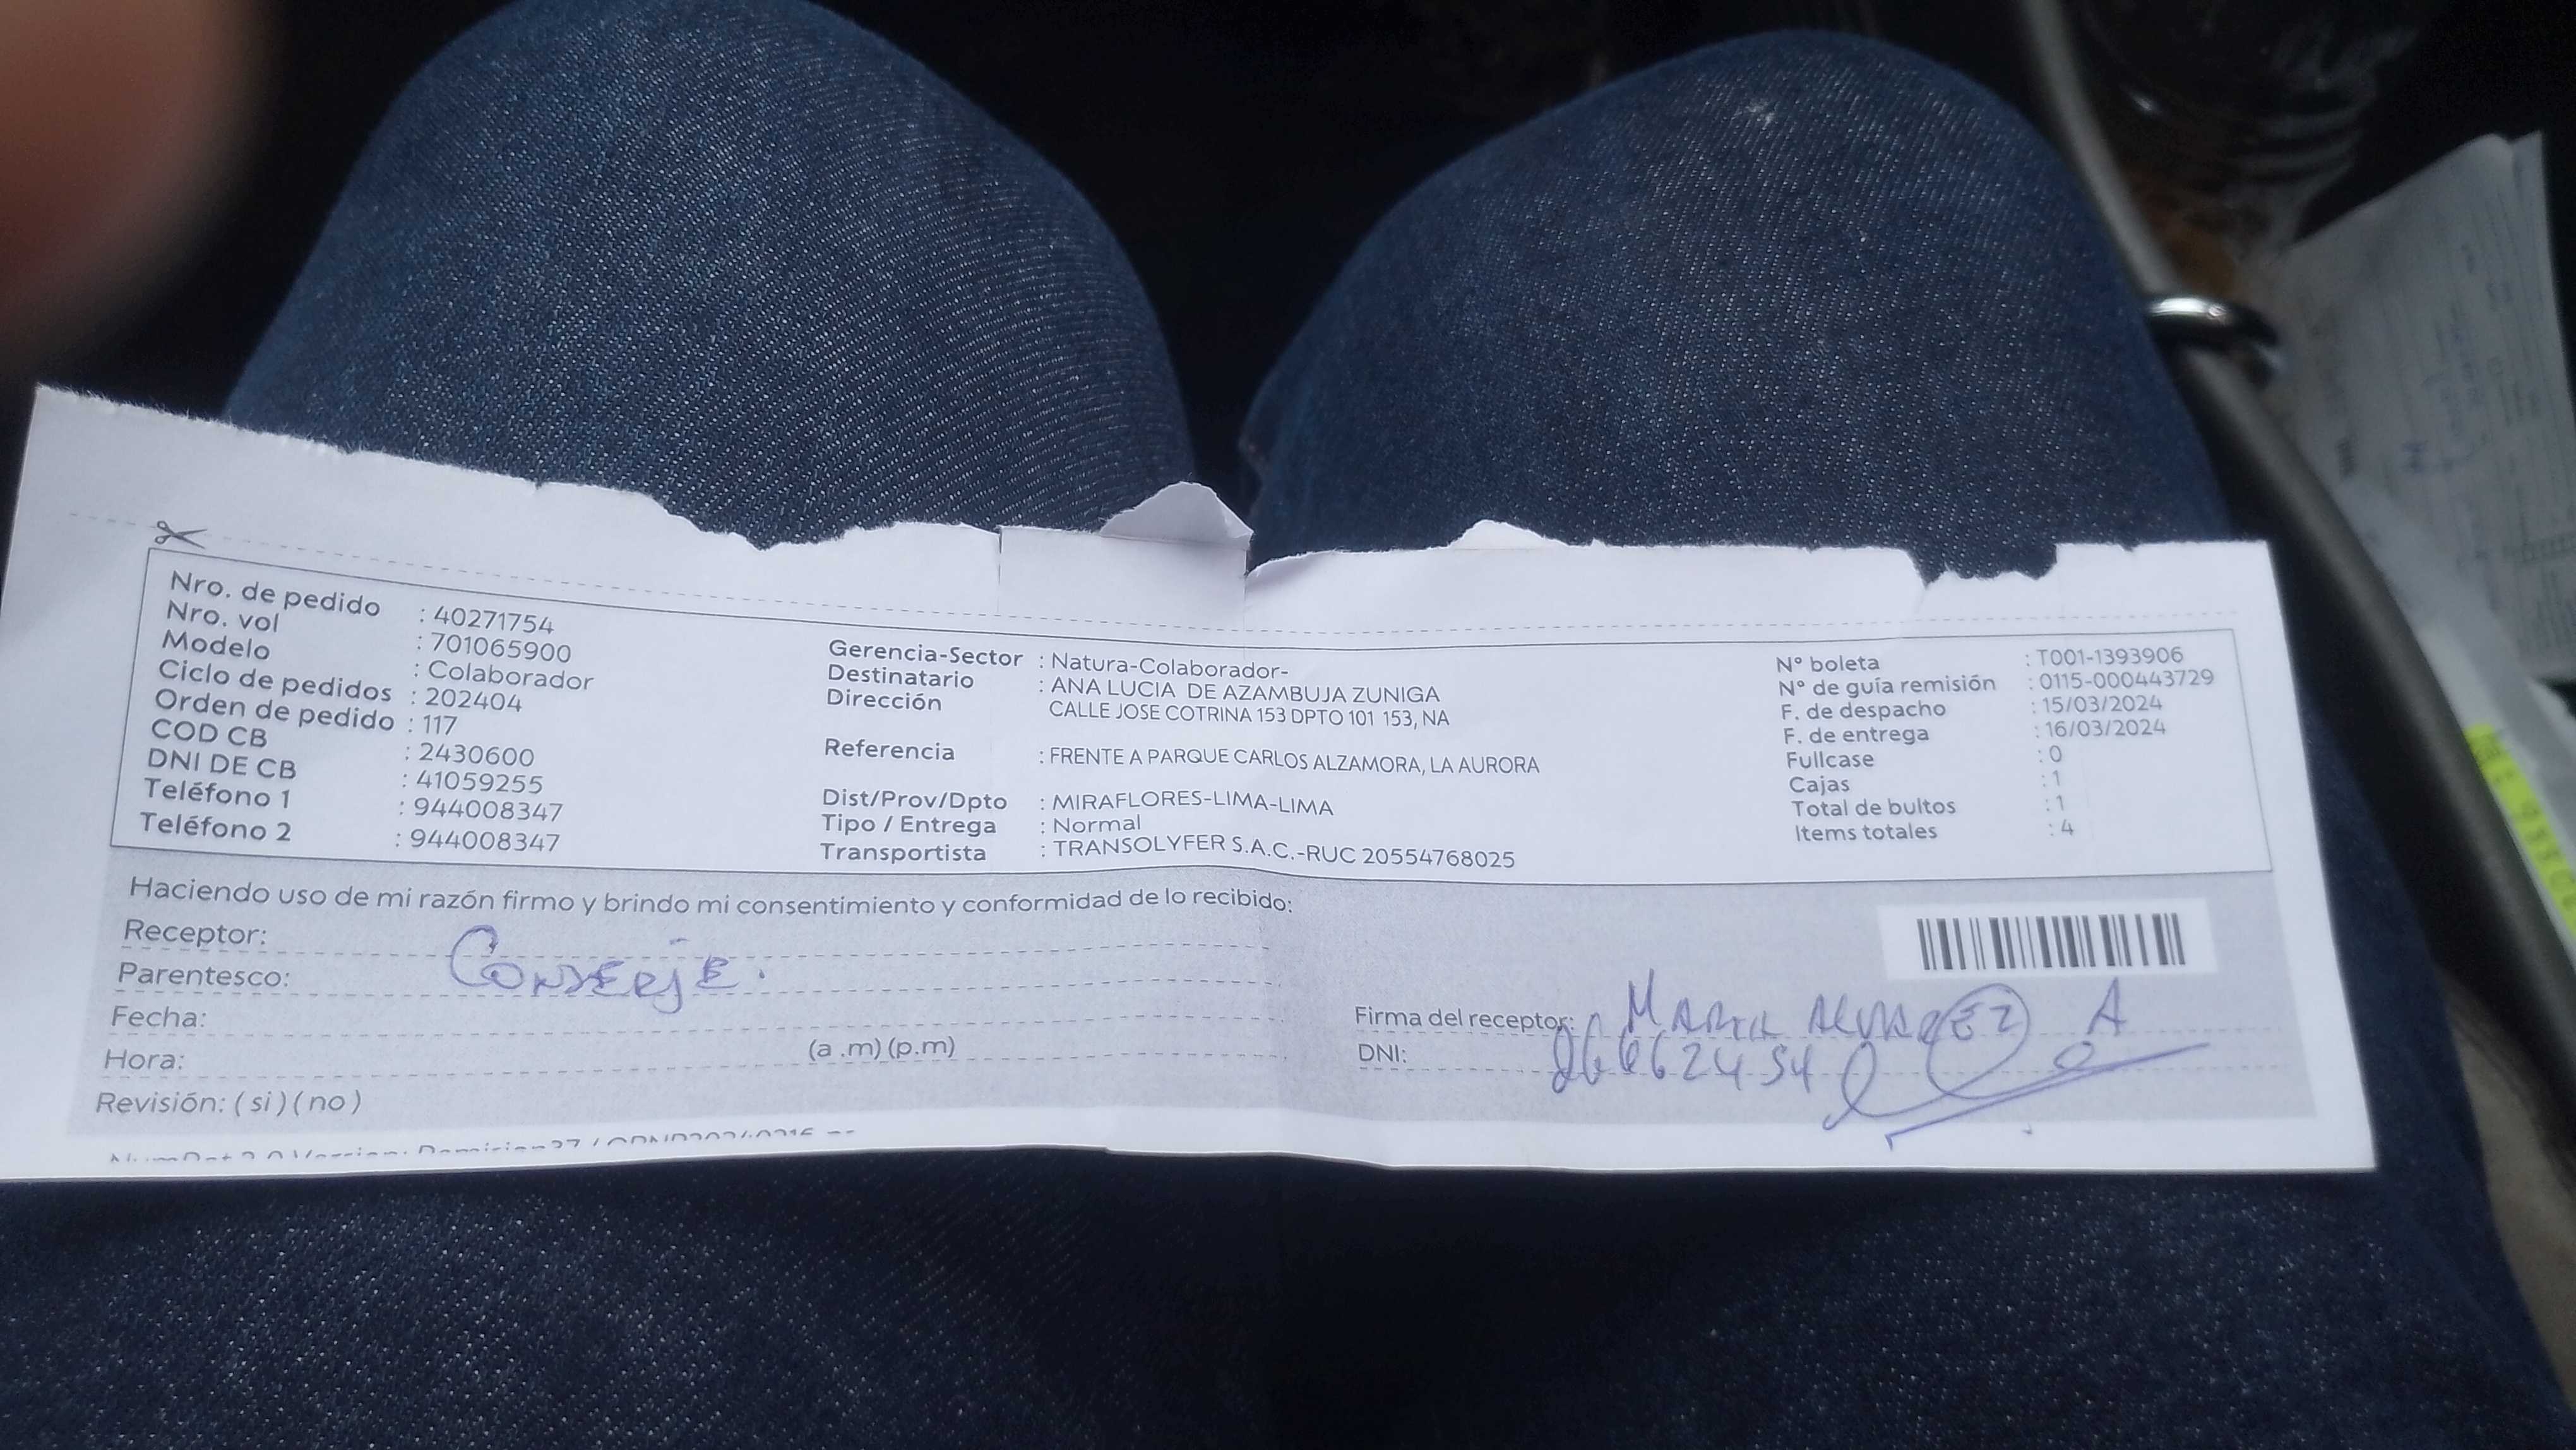 Nro. de pedido : 40271754
Nro. vol : 701065900
Modelo : Colaborador
Ciclo de pedidos : 202404
Orden de pedido : 117
COD CB : 2430600
DNI DE CB : 41059255
Teléfono 1 : 944008347
Teléfono 2 : 944008347
Gerencia-Sector : Natura-Colaborador-
Destinatario : ANA LUCIA DE AZAMBUJA ZUNIGA
Dirección CALLE JOSE COTRINA 153 DPTO 101 153, NA
Referencia : FRENTE A PARQUE CARLOS ALZAMORA, LA AURORA
Dist/Prov/Dpto : MIRAFLORES-LIMA-LIMA
Tipo / Entrega : Normal
Transportista : TRANSOLYFER S.A.C.-RUC 20554768025
N° boleta : T001-1393906
N° de guía remisión : 0115-000443729
F. de despacho : 15/03/2024
F. de entrega : 16/03/2024
Fullcase : 0
Cajas : 1
Total de bultos : 1
Items totales : 4
Haciendo uso de mi razón firmo y brindo mi consentimiento y conformidad de lo recibido:
Receptor:
Parentesco: CONSERJE.
Fecha:
Hora: (a .m) (p.m)
Revisión: ( si ) ( no )
Firma del receptor: ALVAREZ A
DNI: